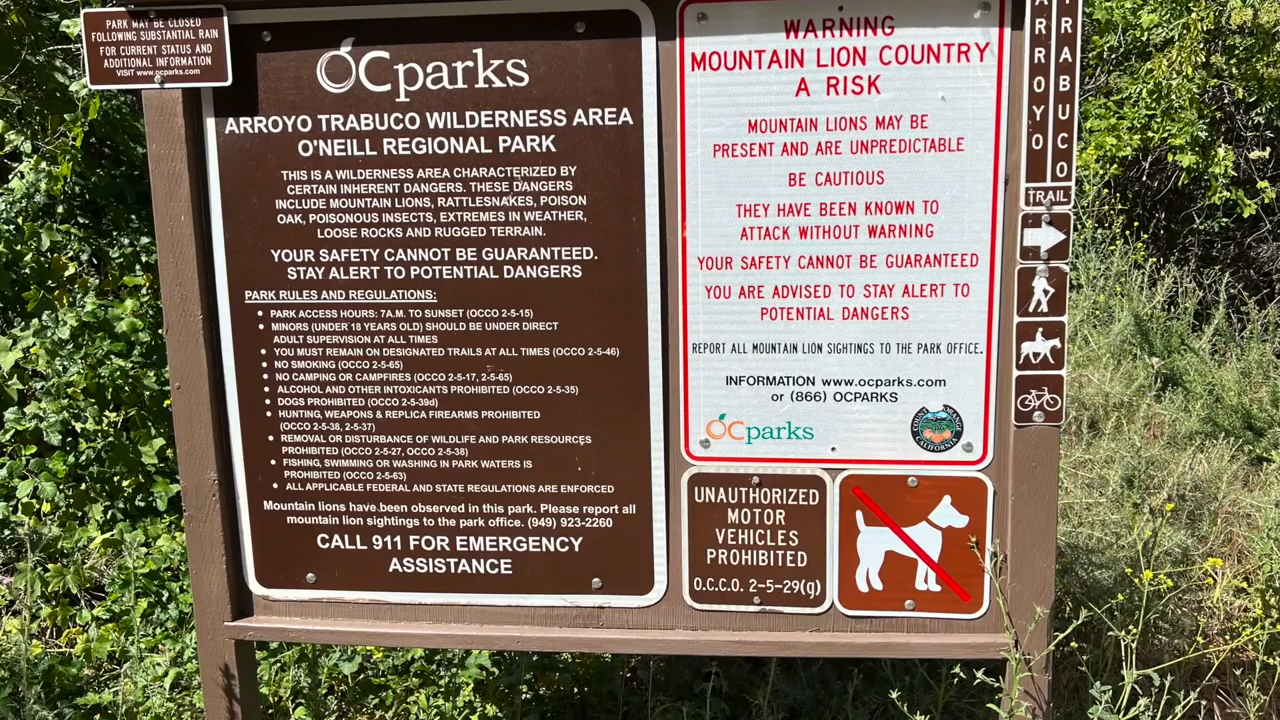 PARK MAY BE CLOSED
FOLLOWING SUBSTANTIAL RAIN
FOR CURRENT STATUS AND
ADDITIONAL INFORMATION
VISIT www.ocparks.com
OCparks
ARROYO TRABUCO WILDERNESS AREA
O'NEILL REGIONAL PARK
THIS IS A WILDERNESS AREA CHARACTERIZED BY
CERTAIN INHERENT DANGERS. THESE DANGERS
INCLUDE MOUNTAIN LIONS, RATTLESNAKES, POISON
OAK, POISONOUS INSECTS, EXTREMES IN WEATHER,
LOOSE ROCKS AND RUGGED TERRAIN.
YOUR SAFETY CANNOT BE GUARANTEED.
STAY ALERT TO POTENTIAL DANGERS
PARK RULES AND REGULATIONS:
• PARK ACCESS HOURS: 7A.M. TO SUNSET (OCCO 2-5-15)
• MINORS (UNDER 18 YEARS OLD) SHOULD BE UNDER DIRECT
ADULT SUPERVISION AT ALL TIMES
• YOU MUST REMAIN ON DESIGNATED TRAILS AT ALL TIMES (OCCO 2-5-46)
• NO SMOKING (OCCO 2-5-65)
• NO CAMPING OR CAMPFIRES (OCCO 2-5-17, 2-5-65)
• ALCOHOL AND OTHER INTOXICANTS PROHIBITED (OCCO 2-5-35)
• DOGS PROHIBITED (OCCO 2-5-39d)
• HUNTING, WEAPONS & REPLICA FIREARMS PROHIBITED
(OCCO 2-5-38, 2-5-37)
• REMOVAL OR DISTURBANCE OF WILDLIFE AND PARK RESOURCES
PROHIBITED (OCCO 2-5-27, OCCO 2-5-38)
• FISHING, SWIMMING OR WASHING IN PARK WATERS IS
PROHIBITED (OCCO 2-5-63)
• ALL APPLICABLE FEDERAL AND STATE REGULATIONS ARE ENFORCED
Mountain lions have been observed in this park. Please report all
mountain lion sightings to the park office. (949) 923-2260
CALL 911 FOR EMERGENCY
ASSISTANCE
WARNING
MOUNTAIN LION COUNTRY
A RISK
MOUNTAIN LIONS MAY BE
PRESENT AND ARE UNPREDICTABLE
BE CAUTIOUS
THEY HAVE BEEN KNOWN TO
ATTACK WITHOUT WARNING
YOUR SAFETY CANNOT BE GUARANTEED
YOU ARE ADVISED TO STAY ALERT TO
POTENTIAL DANGERS
REPORT ALL MOUNTAIN LION SIGHTINGS TO THE PARK OFFICE.
INFORMATION www.ocparks.com
or (866) OCPARKS
OCparks
COUNTY OF ORANGE
CALIFORNIA
UNAUTHORIZED
MOTOR
VEHICLES
PROHIBITED
O.C.C.O. 2-5-29(g)
ARROYO
TRABUCO
TRAIL